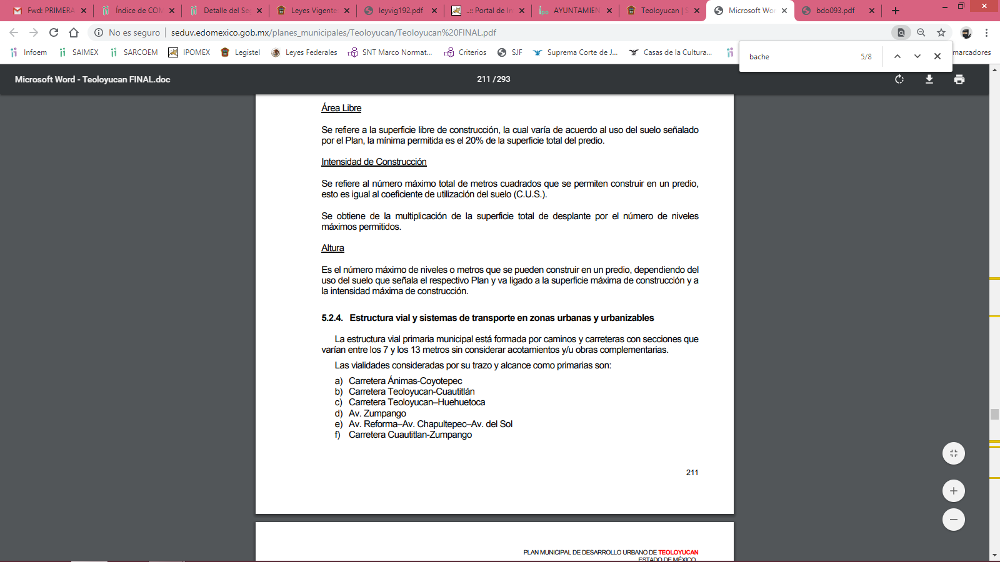 Fwd: PRIMERA
Índice de COM
Detalle del Se
Leyes Vigente
leyvig192.pdf
..:: Portal de In
AYUNTAMIEN
Teoloyucan | S
Microsoft Wor
bdo093.pdf
No es seguro | seduv.edomexico.gob.mx/planes_municipales/Teoloyucan/Teoloyucan%20FINAL.pdf
Infoem
SAIMEX
SARCOEM
IPOMEX
Legistel
Leyes Federales
SNT Marco Normat...
Criterios
SJF
Suprema Corte de J...
Casas de la Cultura...
marcadores
bache 5/8
Microsoft Word - Teoloyucan FINAL.doc
211 / 293
Área Libre
Se refiere a la superficie libre de construcción, la cual varía de acuerdo al uso del suelo señalado
por el Plan, la mínima permitida es el 20% de la superficie total del predio.
Intensidad de Construcción
Se refiere al número máximo total de metros cuadrados que se permiten construir en un predio,
esto es igual al coeficiente de utilización del suelo (C.U.S.).
Se obtiene de la multiplicación de la superficie total de desplante por el número de niveles
máximos permitidos.
Altura
Es el número máximo de niveles o metros que se pueden construir en un predio, dependiendo del
uso del suelo que señala el respectivo Plan y va ligado a la superficie máxima de construcción y a
la intensidad máxima de construcción.
5.2.4. Estructura vial y sistemas de transporte en zonas urbanas y urbanizables
La estructura vial primaria municipal está formada por caminos y carreteras con secciones que
varían entre los 7 y los 13 metros sin considerar acotamientos y/u obras complementarias.
Las vialidades consideradas por su trazo y alcance como primarias son:
a) Carretera Ánimas-Coyotepec
b) Carretera Teoloyucan-Cuautitlán
c) Carretera Teoloyucan–Huehuetoca
d) Av. Zumpango
e) Av. Reforma–Av. Chapultepec–Av. del Sol
f) Carretera Cuautitlan-Zumpango
211
PLAN MUNICIPAL DE DESARROLLO URBANO DE TEOLOYUCAN
ESTADO DE MÉXICO